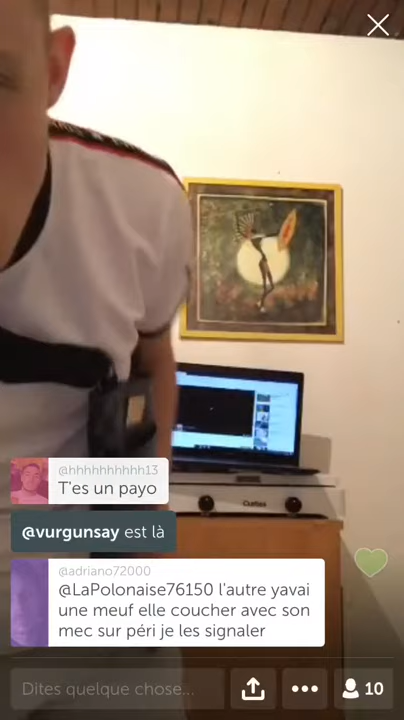 @hhhhhhhhhh13
T'es un payo
@vurgunsay est là
@adriano72000
@LaPolonaise76150 l'autre yavai
une meuf elle coucher avec son
mec sur péri je les signaler
Dites quelque chose...
10